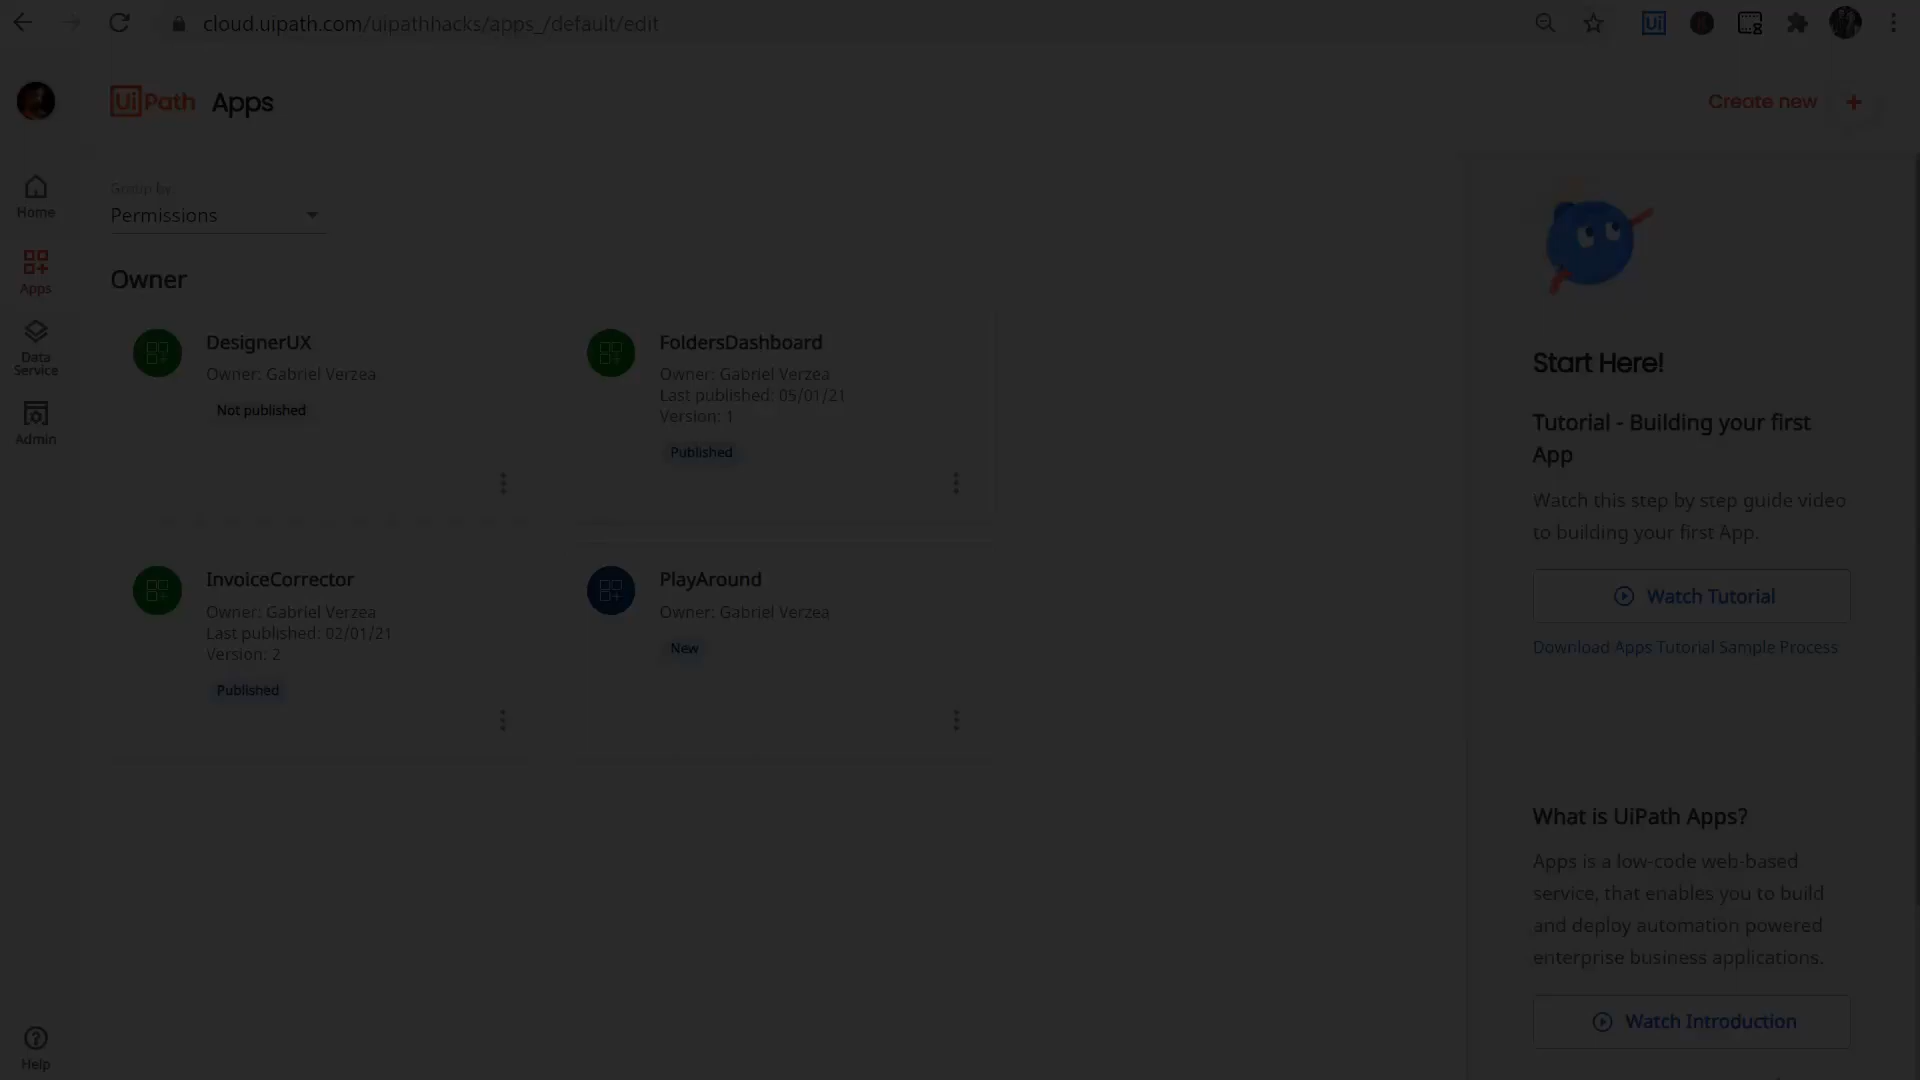 cloud.uipath.com/uipathhacks/apps_/default/edit
Ui
UiPath Apps
Create new +
Home
Apps
Data
Service
Admin
Help
Group by:
Permissions
Owner
DesignerUX
Owner: Gabriel Verzea
Not published
FoldersDashboard
Owner: Gabriel Verzea
Last published: 05/01/21
Version: 1
Published
InvoiceCorrector
Owner: Gabriel Verzea
Last published: 02/01/21
Version: 2
Published
PlayAround
Owner: Gabriel Verzea
New
Start Here!
Tutorial - Building your first
App
Watch this step by step guide video
to building your first App.
Watch Tutorial
Download Apps Tutorial Sample Process
What is UiPath Apps?
Apps is a low-code web-based
service, that enables you to build
and deploy automation powered
enterprise business applications.
Watch Introduction